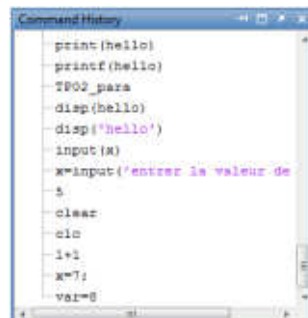 Command History
print(hello)
printf(hello)
TP02_para
disp(hello)
disp('hello')
input(x)
x=input('entrer la valeur de
5
clear
clc
1+1
x=7;
var=8